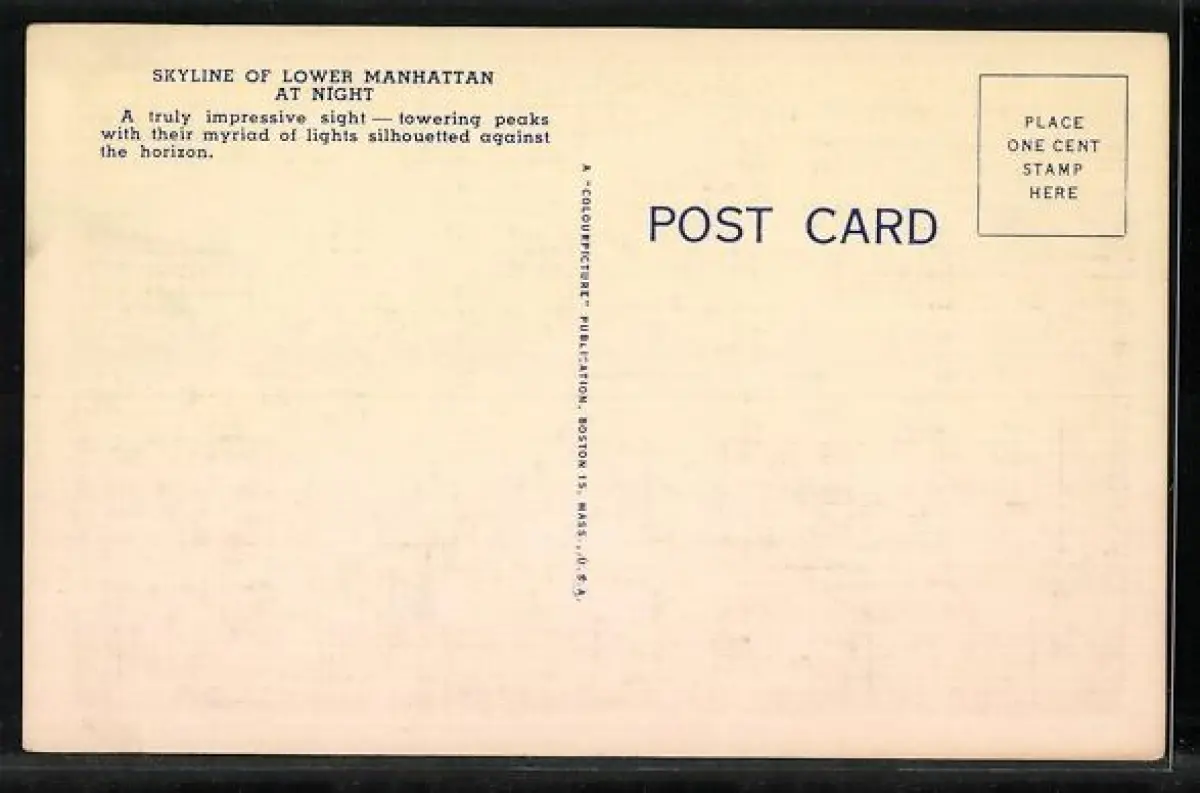 SKYLINE OF LOWER MANHATTAN
AT NIGHT
A truly impressive sight — towering peaks
with their myriad of lights silhouetted against
the horizon.
A "COLOURPICTURE" PUBLICATION, BOSTON 15, MASS., U.S.A.
POST CARD
PLACE
ONE CENT
STAMP
HERE